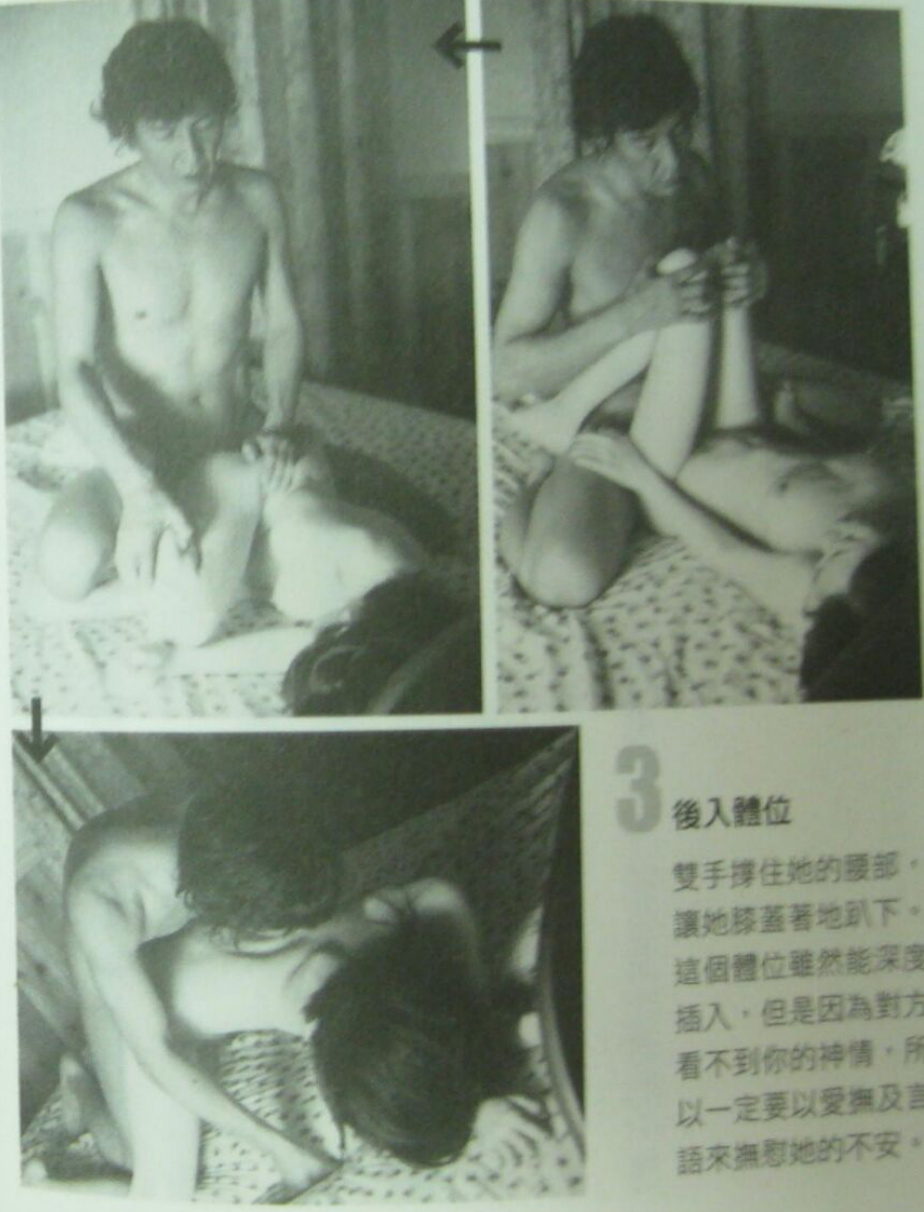 3
後入體位
雙手撐住她的腰部，
讓她膝蓋著地趴下。
這個體位雖然能深度
插入，但是因為對方
看不到你的神情，所
以一定要以愛撫及言
語來撫慰她的不安。